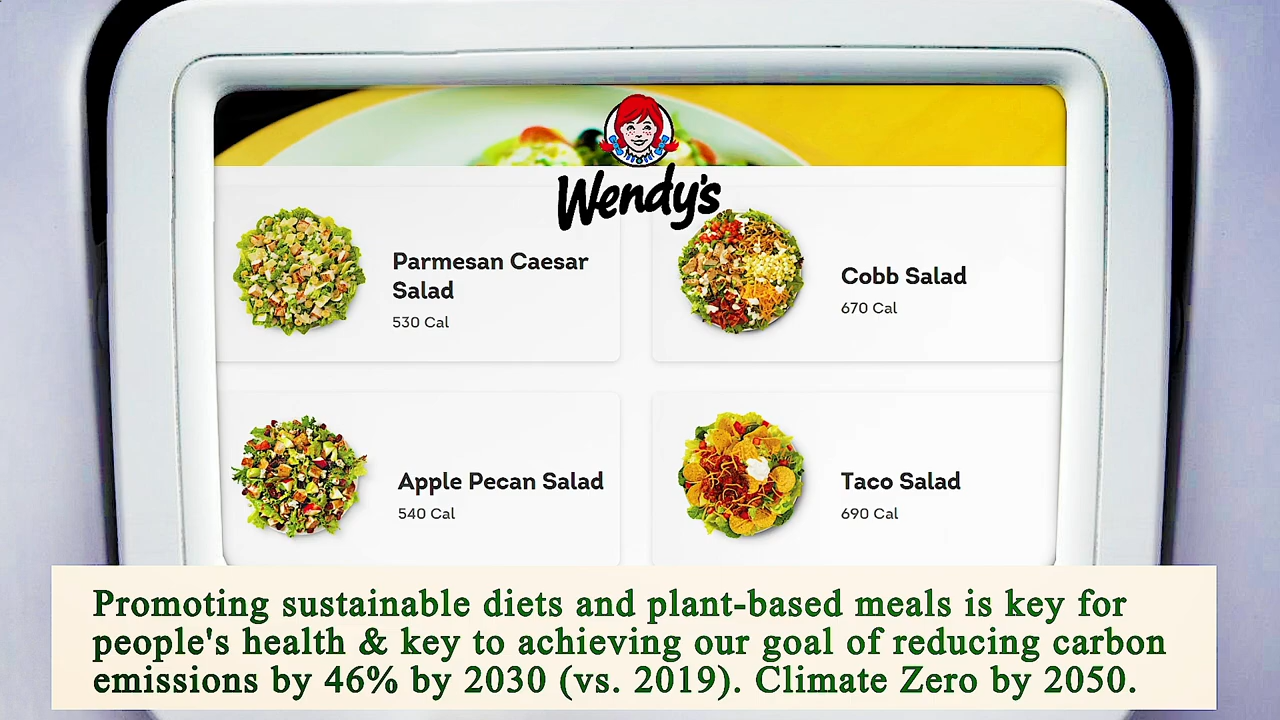 Wendy's
Parmesan Caesar
Salad
530 Cal
Cobb Salad
670 Cal
Apple Pecan Salad
540 Cal
Taco Salad
690 Cal
Promoting sustainable diets and plant-based meals is key for
people's health & key to achieving our goal of reducing carbon
emissions by 46% by 2030 (vs. 2019). Climate Zero by 2050.